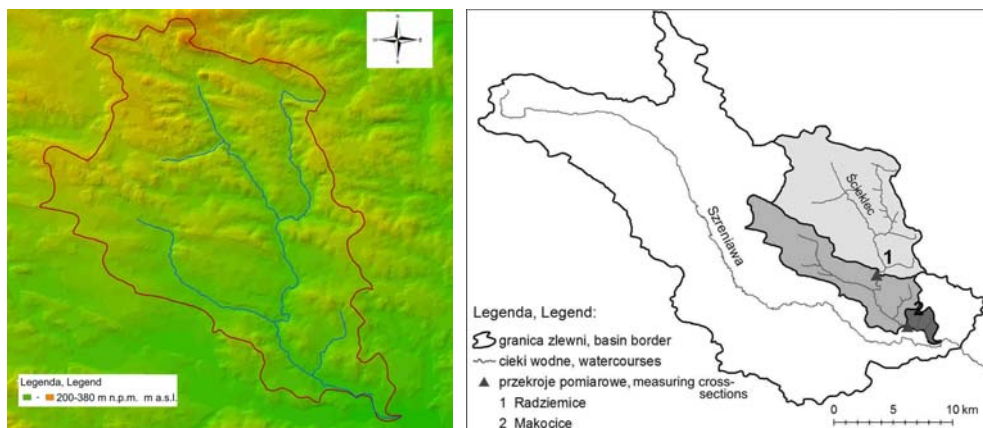 Legenda, Legend
200-380 m n.p.m. m a.s.l.
Ścieklec
Szreniawa
1
2
Legenda, Legend:
granica zlewni, basin border
cieki wodne, watercourses
przekroje pomiarowe, measuring cross-
sections
1 Radziemice
2 Makocice
0 5 10 km